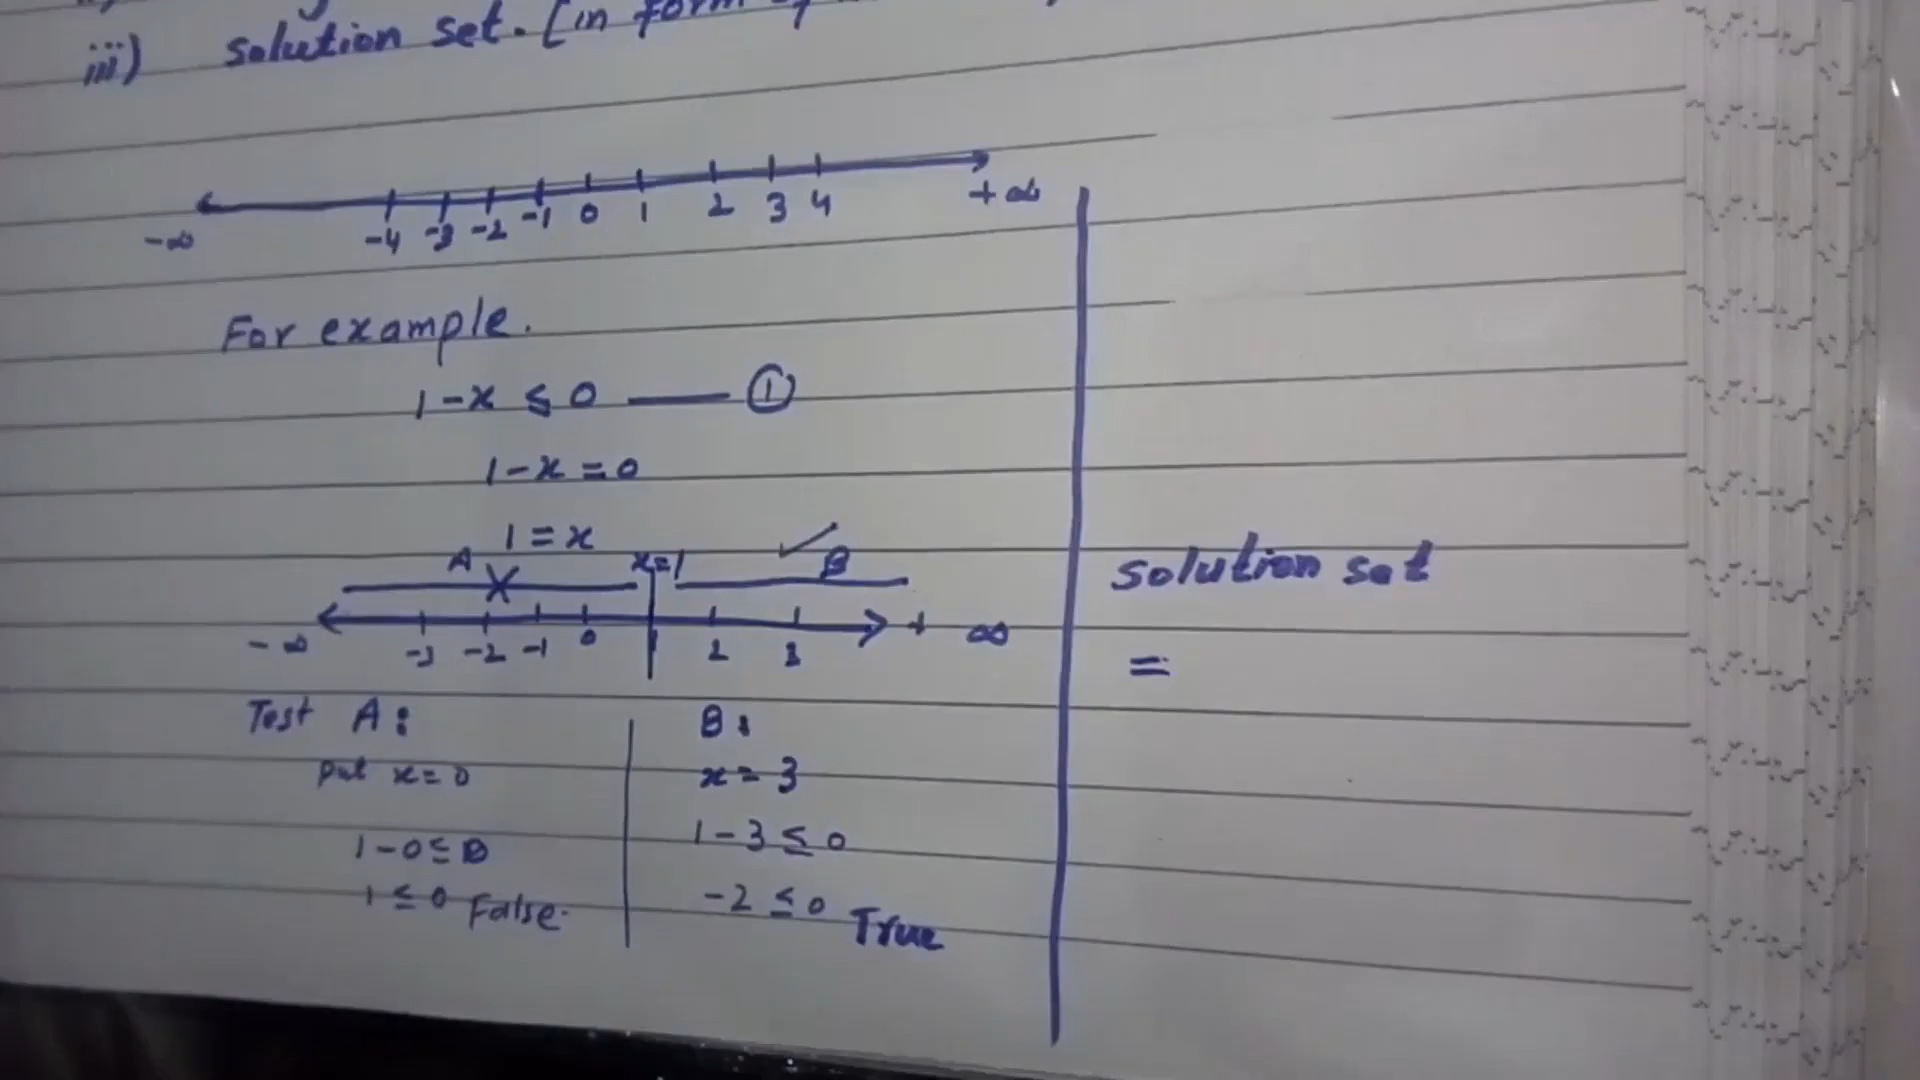 iii) solution set. [in form
-∞ -4 -3 -2 -1 0 1 2 3 4 +∞
For example.
1-x ≤ 0 —— ①
1-x = 0
1 = x
A x=1 B
-∞ -3 -2 -1 0 1 2 3 + ∞
Test A:
put x = 0
1-0 ≤ 0
1 ≤ 0 False.
B:
x = 3
1-3 ≤ 0
-2 ≤ 0 True
solution set
=